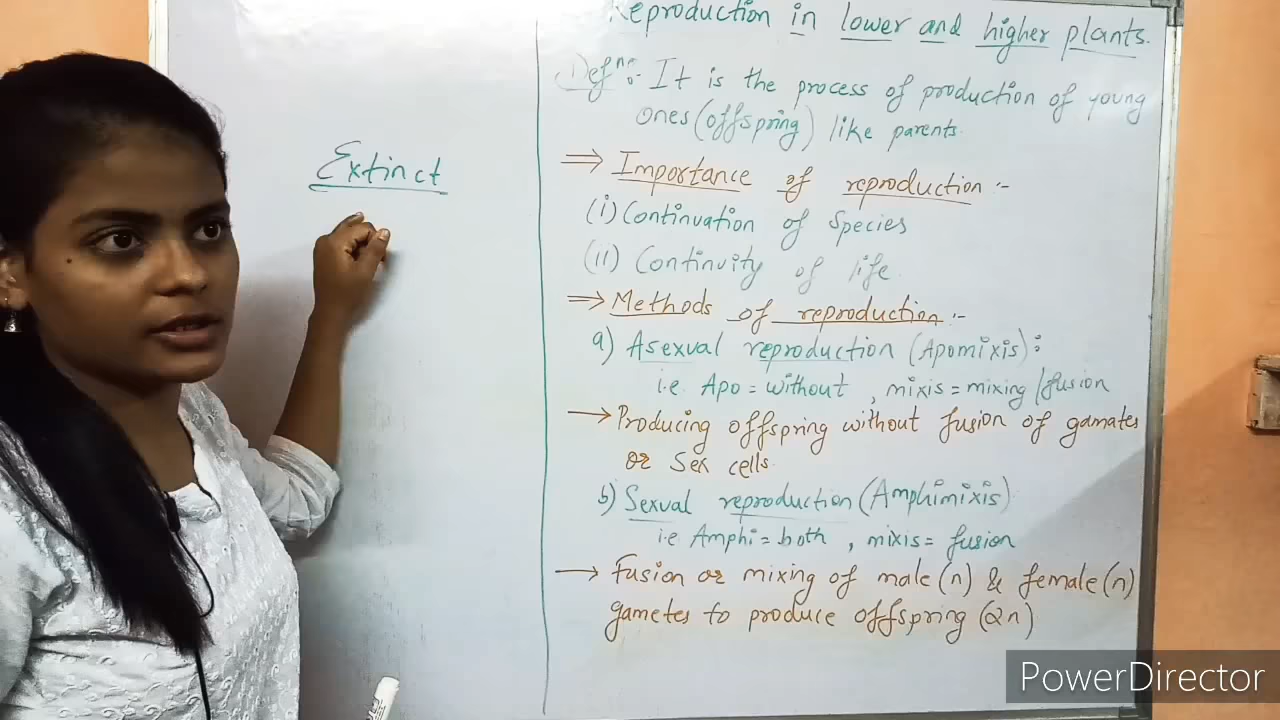 Extinct
Reproduction in lower and higher plants.
Defⁿ:- It is the process of production of young
ones (offspring) like parents.
⇒ Importance of reproduction :-
(i) Continuation of Species
(ii) Continuity of life.
⇒ Methods of reproduction :-
a) Asexual reproduction (Apomixis) :
i.e. Apo = without , mixis = mixing / fusion
→ Producing offspring without fusion of gamates
or Sex cells.
b) Sexual reproduction (Amphimixis)
i.e Amphi = both , mixis = fusion
→ Fusion or mixing of male (n) & female (n)
gametes to produce offspring (2n)
PowerDirector